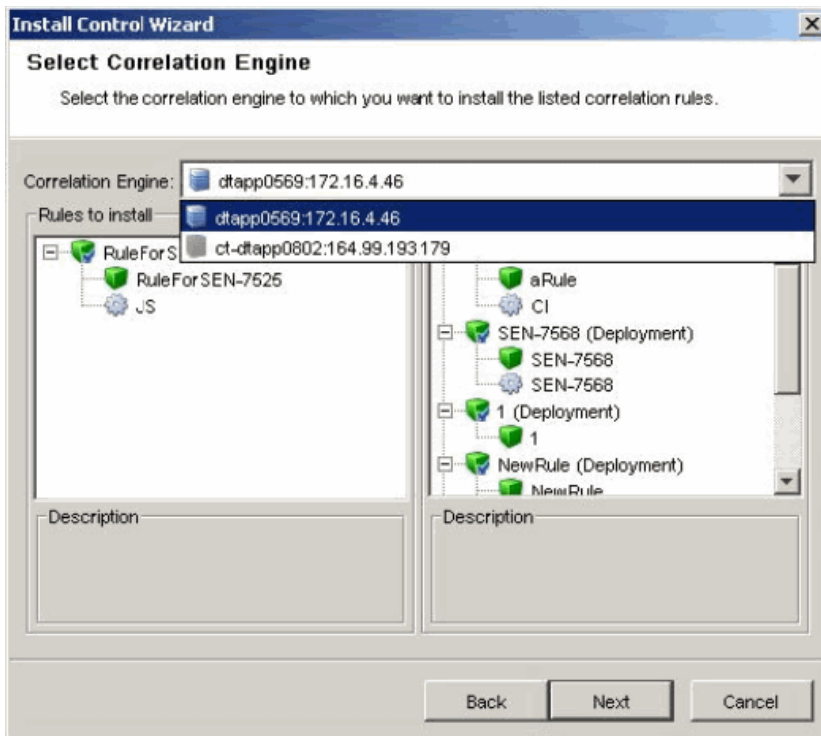 Install Control Wizard
Select Correlation Engine
Select the correlation engine to which you want to install the listed correlation rules.
Correlation Engine: dtapp0569:172.16.4.46
dtapp0569:172.16.4.46
ct-dtapp0802:164.99.193179
Rules to install
RuleForS
RuleForSEN-7525
JS
aRule
CI
SEN-7568 (Deployment)
SEN-7568
SEN-7568
1 (Deployment)
1
NewRule (Deployment)
NewRule
Description
Description
Back
Next
Cancel